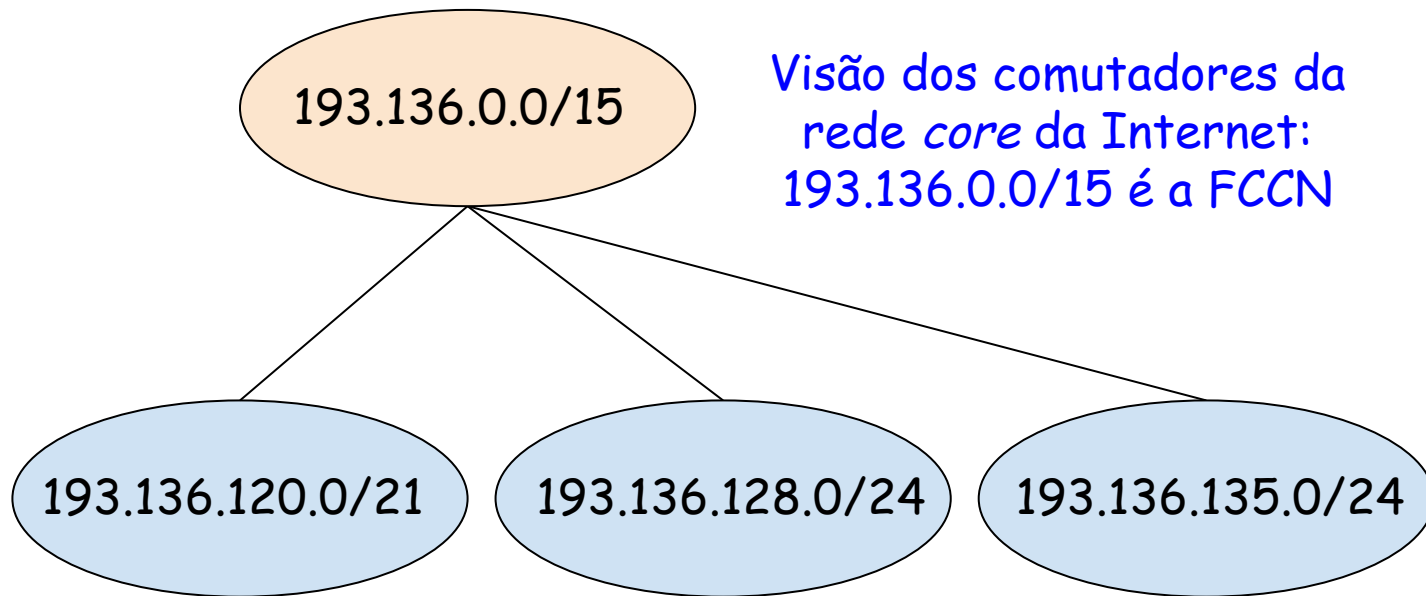 193.136.0.0/15
Visão dos comutadores da
rede core da Internet:
193.136.0.0/15 é a FCCN
193.136.120.0/21
193.136.128.0/24
193.136.135.0/24